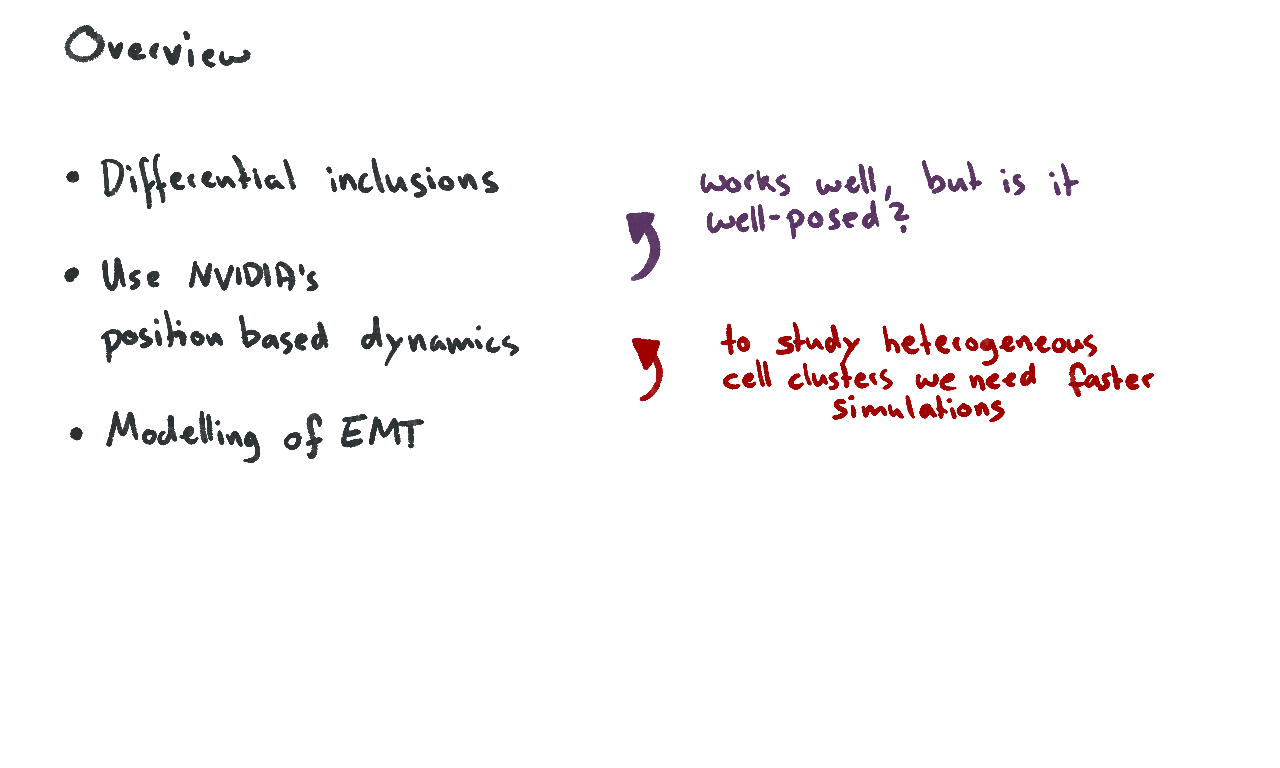 Overview
• Differential inclusions
works well, but is it
well-posed?
• Use NVIDIA's
position based dynamics
to study heterogeneous
cell clusters we need faster
simulations
• Modelling of EMT